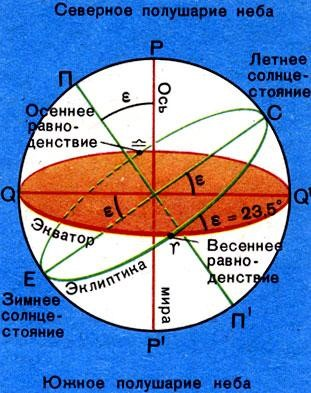 Северное полушарие неба
P
Летнее
солнце-
стояние
П
ε
Ось
С
Осеннее
равно-
денствие
♎
Q
ε
ε
Q'
Экватор
ε = 23,5°
Е
Эклиптика
♈
Весеннее
равно-
денствие
Зимнее
солнце-
стояние
мира
П'
P'
Южное полушарие неба